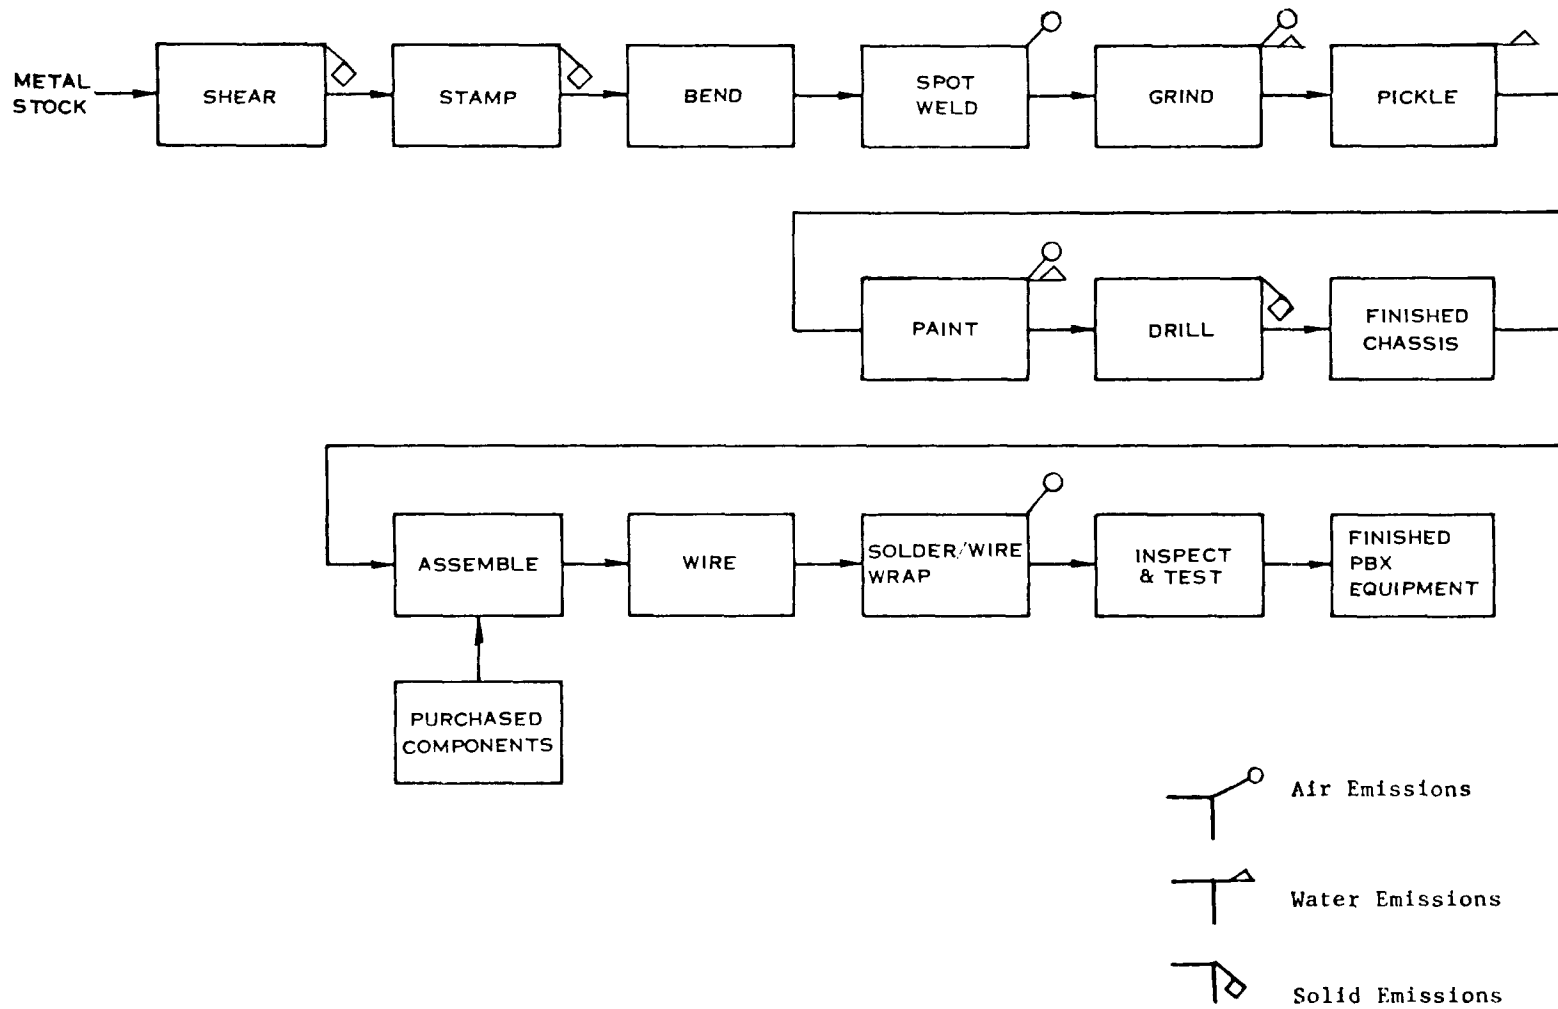 METAL
STOCK
SHEAR
STAMP
BEND
SPOT
WELD
GRIND
PICKLE
PAINT
DRILL
FINISHED
CHASSIS
ASSEMBLE
WIRE
SOLDER/WIRE
WRAP
INSPECT
& TEST
FINISHED
PBX
EQUIPMENT
PURCHASED
COMPONENTS
Air Emissions
Water Emissions
Solid Emissions